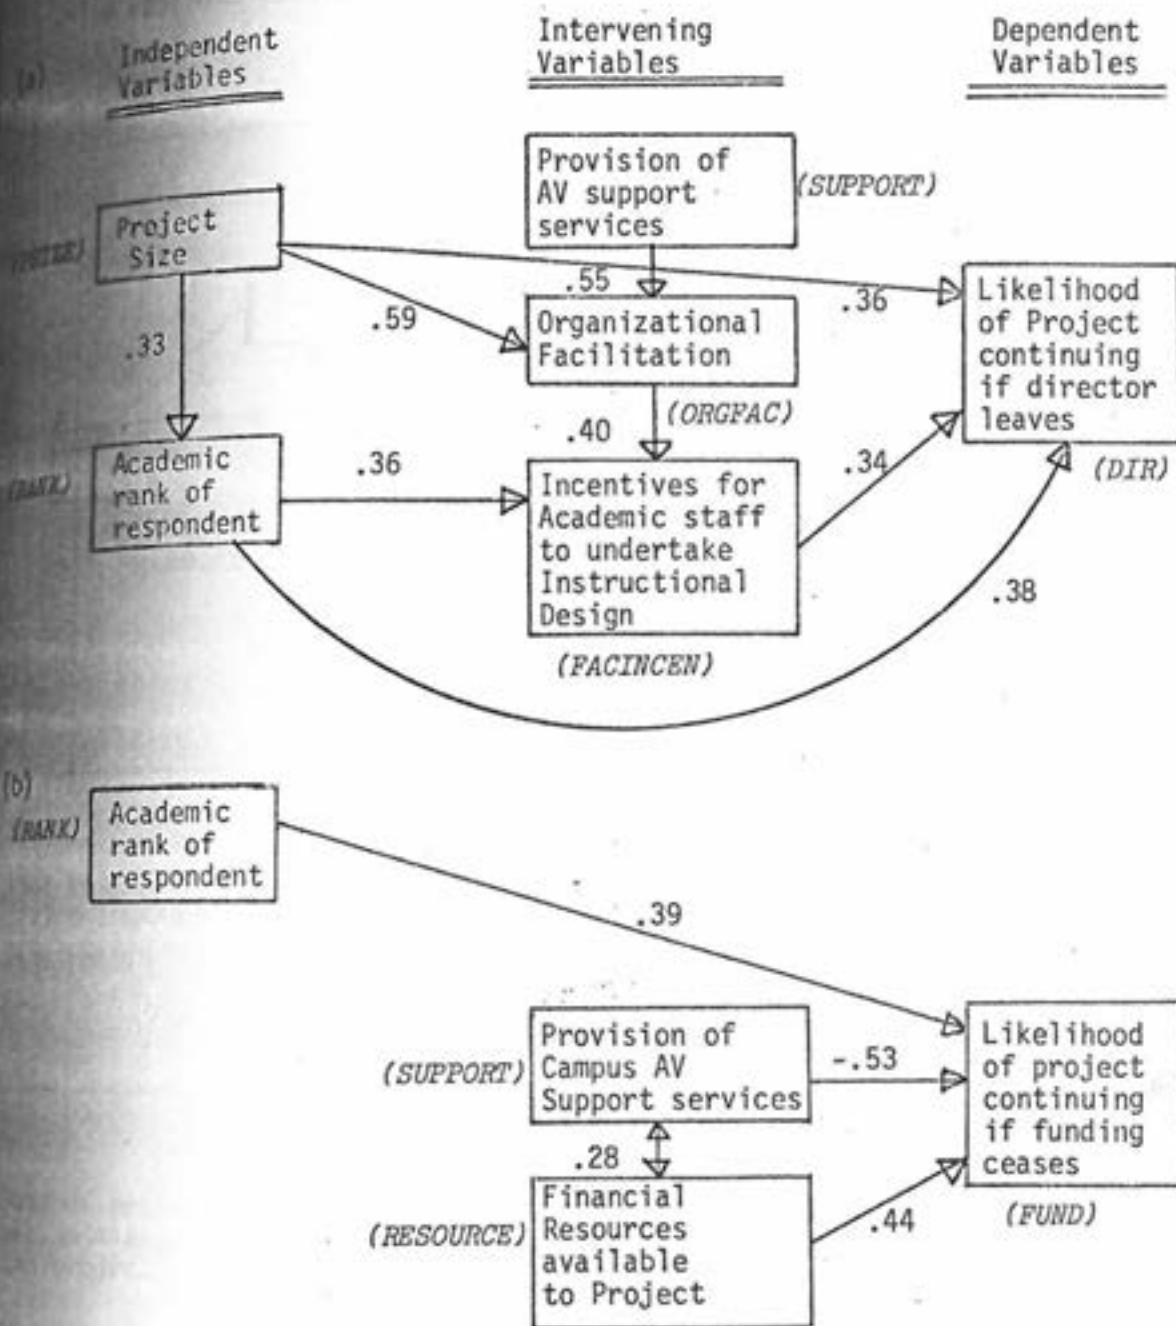 (a)
Independent
Variables
Intervening
Variables
Dependent
Variables
Provision of
AV support
services
(SUPPORT)
Project
Size
.55
.36
.59
.33
Organizational
Facilitation
(ORGFAC)
Likelihood
of Project
continuing
if director
leaves
(DIR)
(RANK)
Academic
rank of
respondent
.36
.40
.34
Incentives for
Academic staff
to undertake
Instructional
Design
(FACINCEN)
.38
(b)
(RANK)
Academic
rank of
respondent
.39
(SUPPORT)
Provision of
Campus AV
Support services
-.53
Likelihood
of project
continuing
if funding
ceases
(FUND)
.28
(RESOURCE)
Financial
Resources
available
to Project
.44